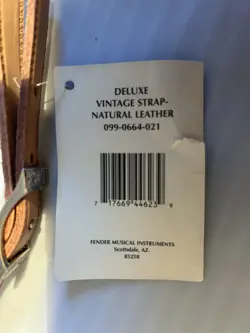 DELUXE
VINTAGE STRAP-
NATURAL LEATHER
099-0664-021
7 17669 44623 9
FENDER MUSICAL INSTRUMENTS
Scottsdale, AZ.
85258